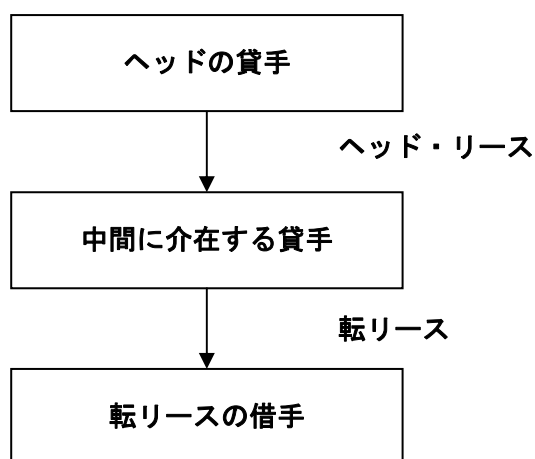 ヘッドの貸手
ヘッド・リース
中間に介在する貸手
転リース
転リースの借手